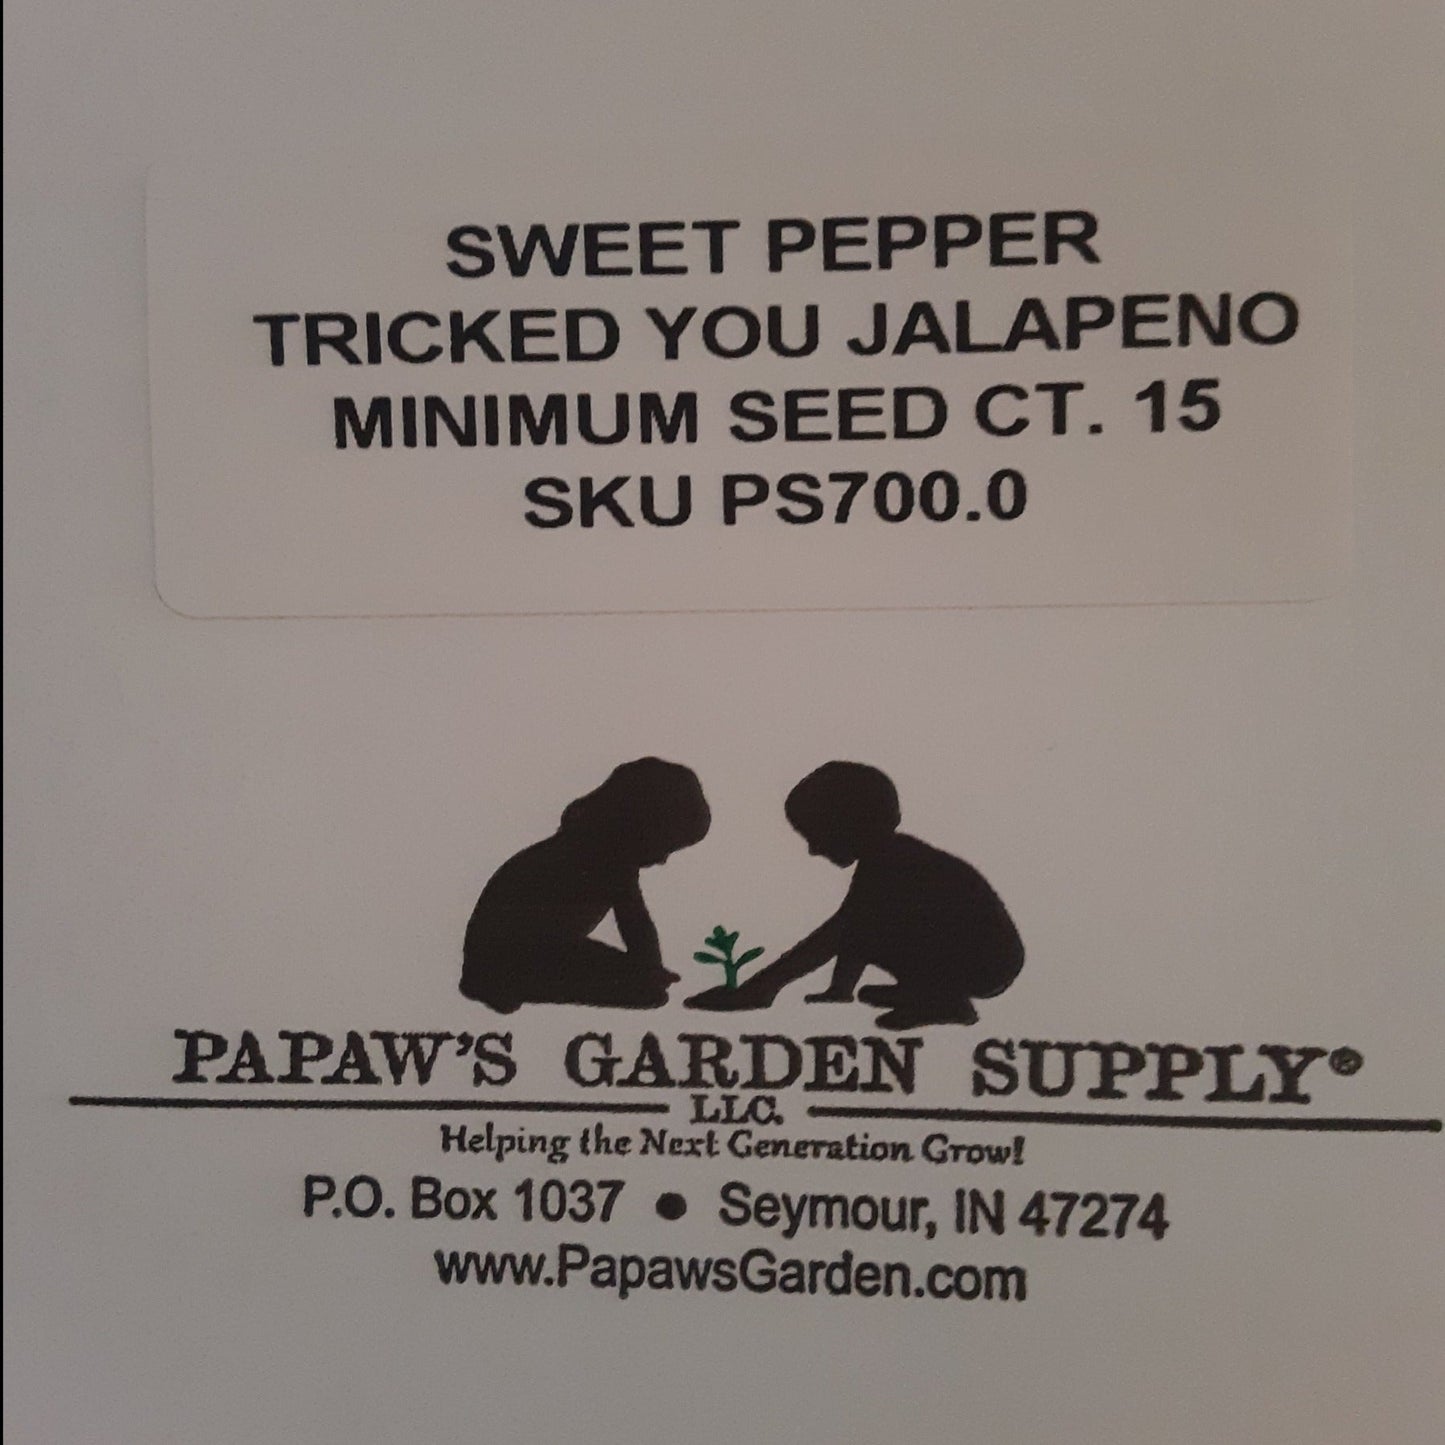 SWEET PEPPER
TRICKED YOU JALAPENO
MINIMUM SEED CT. 15
SKU PS700.0
PAPAW'S GARDEN SUPPLY®
LLC.
Helping the Next Generation Grow!
P.O. Box 1037 ● Seymour, IN 47274
www.PapawsGarden.com